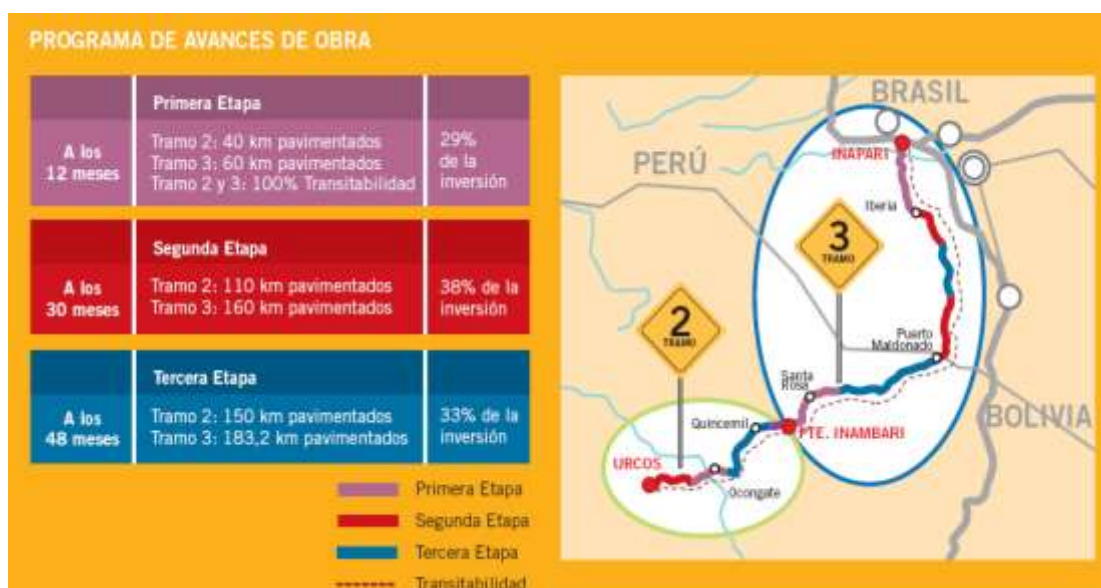 PROGRAMA DE AVANCES DE OBRA
Primera Etapa
A los
12 meses
Tramo 2: 40 km pavimentados
Tramo 3: 60 km pavimentados
Tramo 2 y 3: 100% Transitabilidad
29%
de la
inversión
Segunda Etapa
A los
30 meses
Tramo 2: 110 km pavimentados
Tramo 3: 160 km pavimentados
38% de la
inversión
Tercera Etapa
A los
48 meses
Tramo 2: 150 km pavimentados
Tramo 3: 183,2 km pavimentados
33% de la
inversión
Primera Etapa
Segunda Etapa
Tercera Etapa
Transitabilidad
BRASIL
PERÚ
INAPARI
Iberia
3
TRAMO
2
TRAMO
Puerto
Maldonado
Santa
Rosa
BOLIVIA
Quincemil
PTE. INAMBARI
URCOS
Ocongate